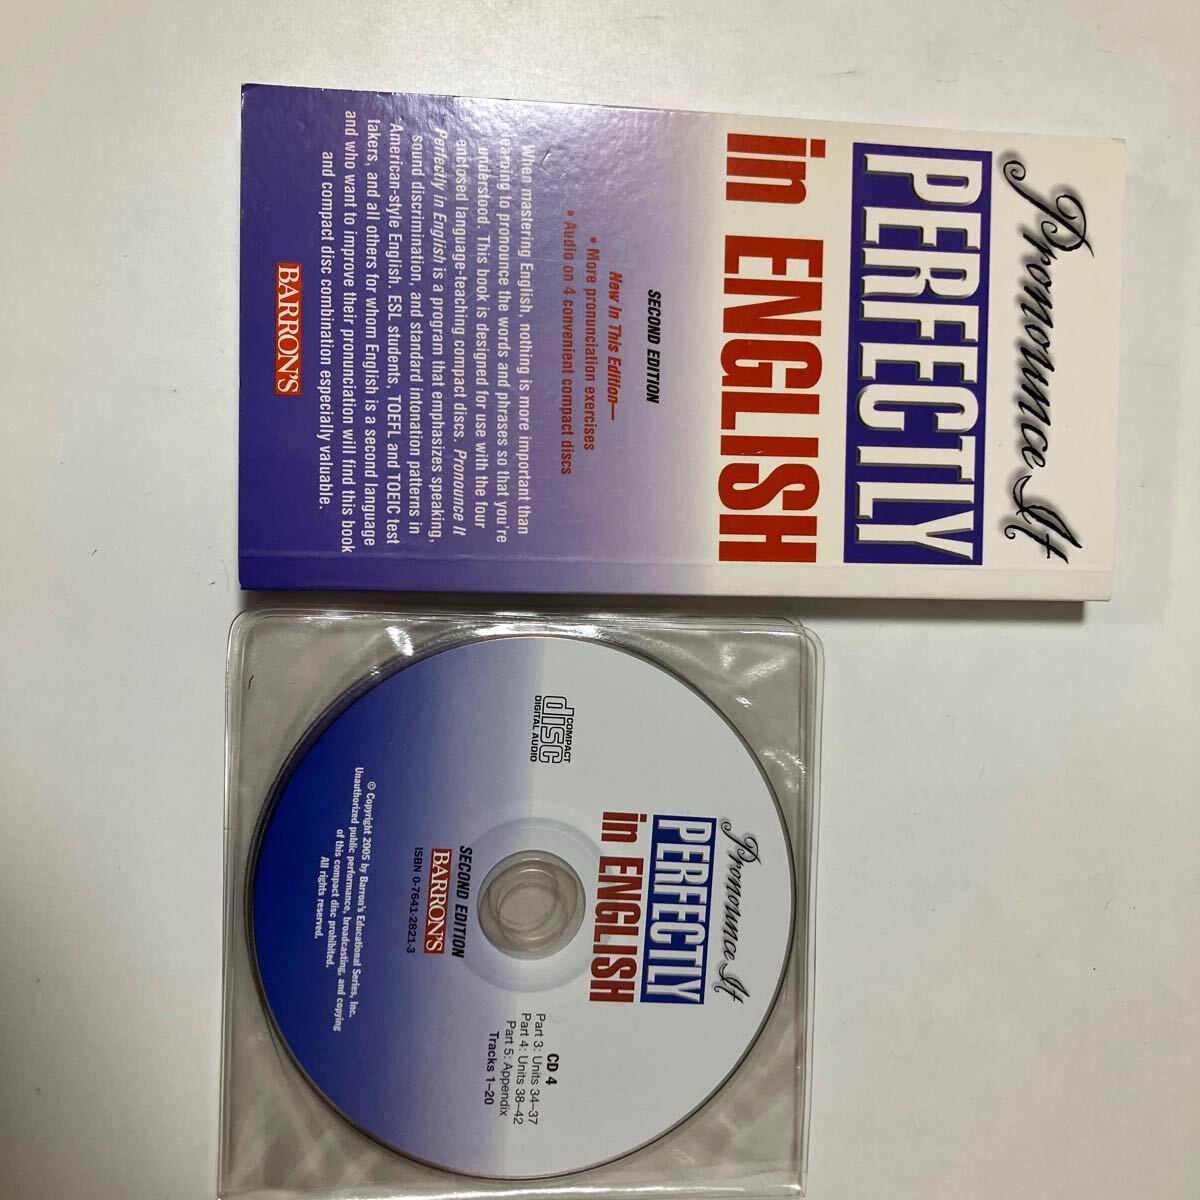 Pronounce It
PERFECTLY
in ENGLISH
SECOND EDITION
New in This Edition—
• More pronunciation exercises
• Audio on 4 convenient compact discs
When mastering English, nothing is more important than
learning to pronounce the words and phrases so that you're
understood. This book is designed for use with the four
enclosed language-teaching compact discs. Pronounce It
Perfectly in English is a program that emphasizes speaking,
sound discrimination, and standard intonation patterns in
American-style English. ESL students, TOEFL and TOEIC test
takers, and all others for whom English is a second language
and who want to improve their pronunciation will find this book
and compact disc combination especially valuable.
BARRON'S
Pronounce It
PERFECTLY
in ENGLISH
COMPACT
disc
DIGITAL AUDIO
CD 4
Part 3: Units 34–37
Part 4: Units 38–42
Part 5: Appendix
Tracks 1–20
SECOND EDITION
BARRON'S
ISBN 0-7641-2821-3
© Copyright 2005 by Barron's Educational Series, Inc.
Unauthorized public performance, broadcasting, and copying
of this compact disc prohibited.
All rights reserved.